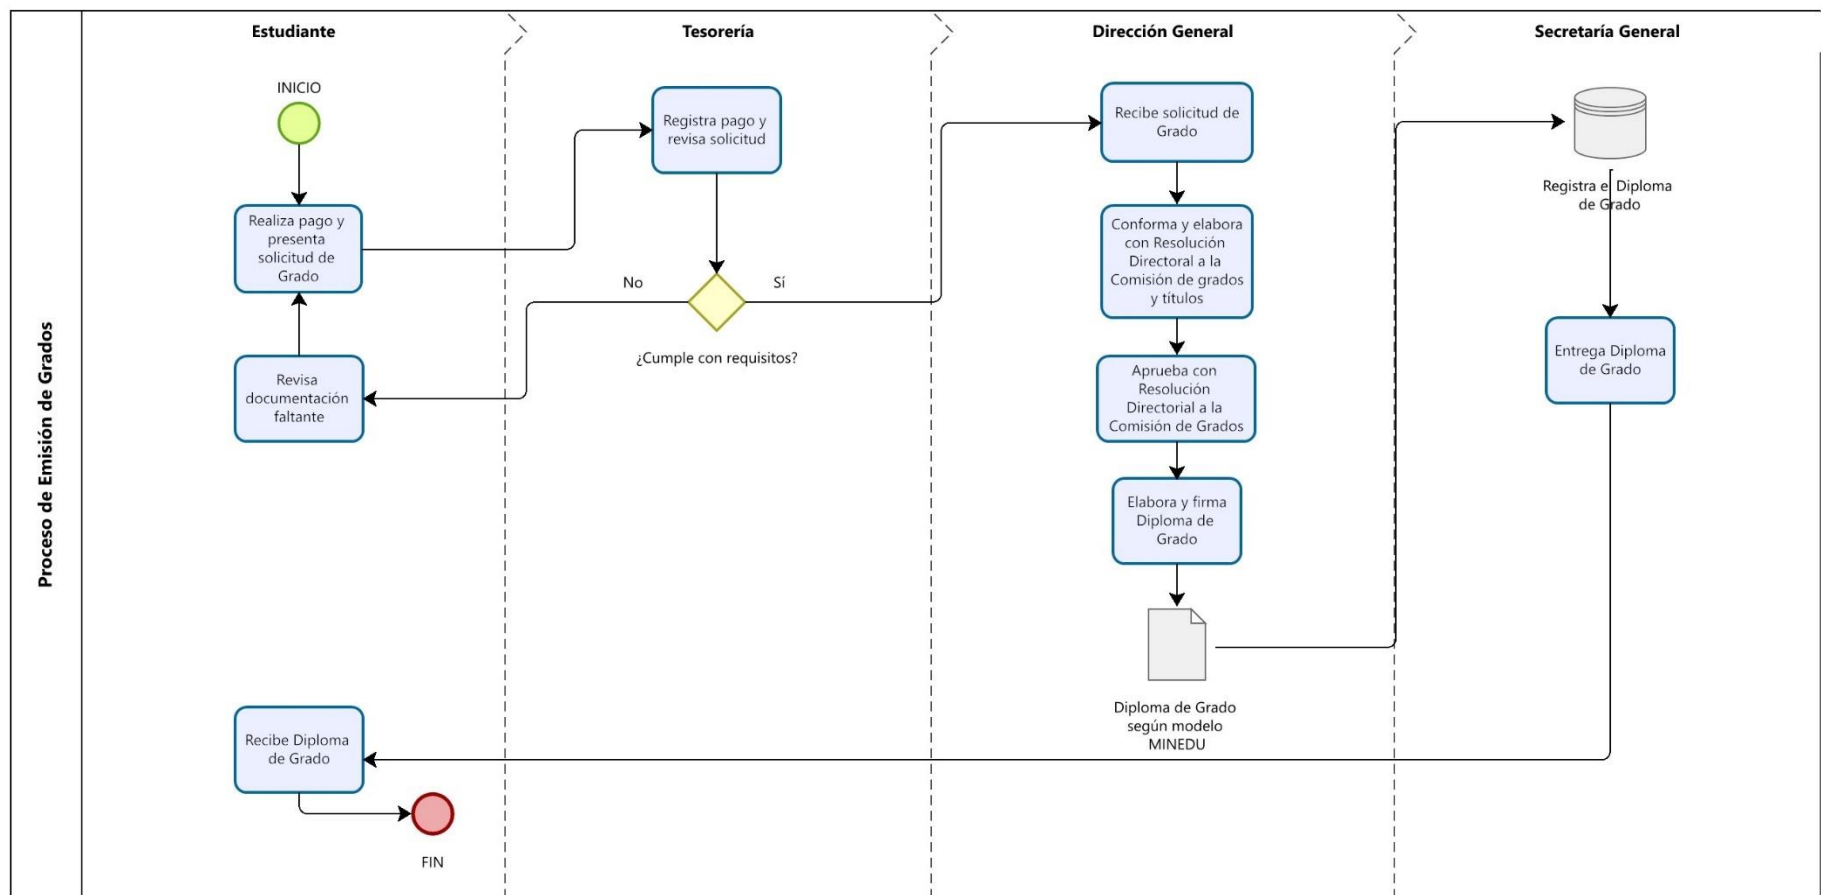 Proceso de Emisión de Grados
Estudiante
Tesorería
Dirección General
Secretaría General
INICIO
Realiza pago y
presenta
solicitud de
Grado
Revisa
documentación
faltante
Recibe Diploma
de Grado
FIN
Registra pago y
revisa solicitud
No
Sí
¿Cumple con requisitos?
Recibe solicitud de
Grado
Conforma y elabora
con Resolución
Directoral a la
Comisión de grados
y títulos
Aprueba con
Resolución
Directorial a la
Comisión de Grados
Elabora y firma
Diploma de
Grado
Diploma de Grado
según modelo
MINEDU
Registra el Diploma
de Grado
Entrega Diploma
de Grado